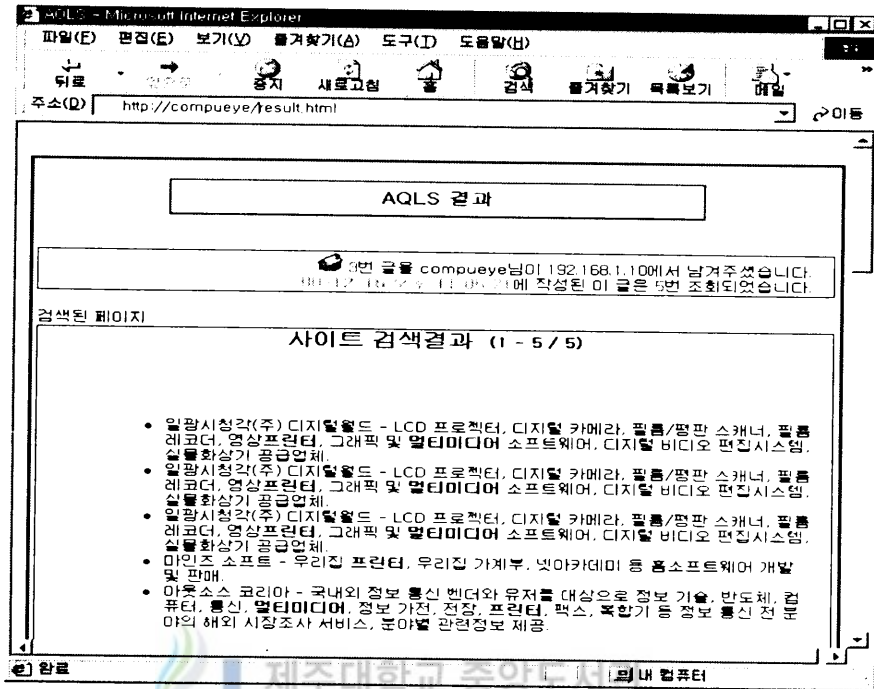 AQLS - Microsoft Internet Explorer
파일(F) 편집(E) 보기(V) 즐겨찾기(A) 도구(T) 도움말(H)
뒤로 중지 새로고침 홈 검색 즐겨찾기 목록보기 메일
주소(D) http://compueye/result.html 이동
AQLS 결과
3번 글을 compueye님이 192.168.1.10에서 남겨주셨습니다.
에 작성된 이 글은 5번 조회되었습니다.
검색된 페이지
사이트 검색결과 (1 - 5 / 5)
• 일광시청각(주) 디지털월드 - LCD 프로젝터, 디지털 카메라, 필름/평판 스캐너, 필름
레코더, 영상프린터, 그래픽 및 멀티미디어 소프트웨어, 디지털 비디오 편집시스템,
실물화상기 공급업체.
• 일광시청각(주) 디지털월드 - LCD 프로젝터, 디지털 카메라, 필름/평판 스캐너, 필름
레코더, 영상프린터, 그래픽 및 멀티미디어 소프트웨어, 디지털 비디오 편집시스템,
실물화상기 공급업체.
• 일광시청각(주) 디지털월드 - LCD 프로젝터, 디지털 카메라, 필름/평판 스캐너, 필름
레코더, 영상프린터, 그래픽 및 멀티미디어 소프트웨어, 디지털 비디오 편집시스템,
실물화상기 공급업체.
• 마인즈 소프트 - 우리집 프린터, 우리집 가계부, 넷아카데미 등 홈소프트웨어 개발
및 판매.
• 아웃소스 코리아 - 국내외 정보 통신 벤더와 유저를 대상으로 정보 기술, 반도체, 컴
퓨터, 통신, 멀티미디어, 정보 가전, 전장, 프린터, 팩스, 복합기 등 정보 통신 전 분
야의 해외 시장조사 서비스, 분야별 관련정보 제공.
완료 내 컴퓨터
제주대학교 중앙도서관